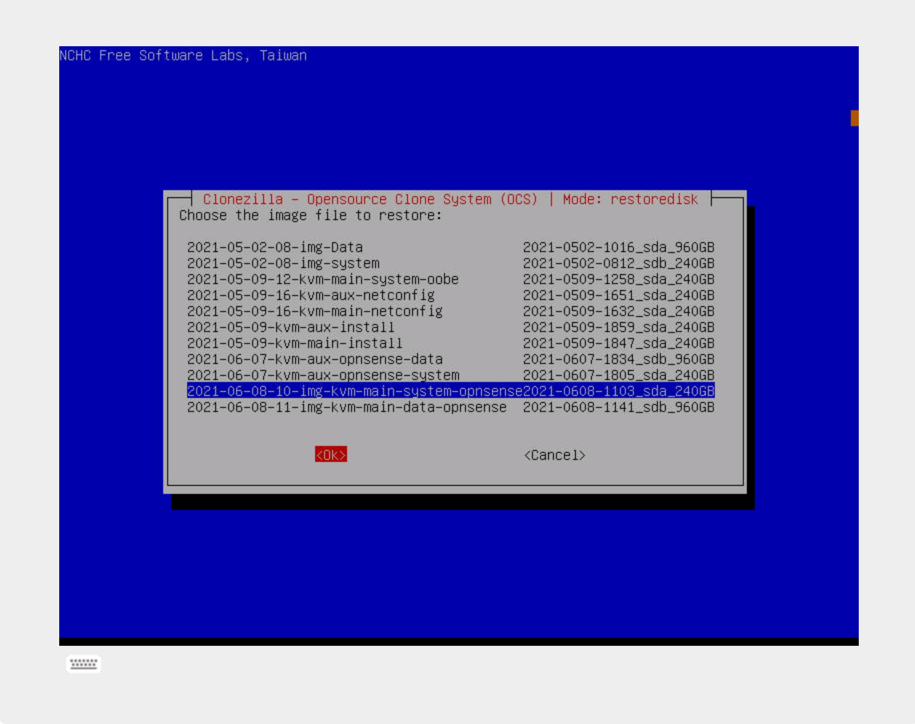 NCHC Free Software Labs, Taiwan
Clonezilla - Opensource Clone System (OCS) | Mode: restoredisk
Choose the image file to restore:
2021-05-02-08-img-Data 2021-0502-1016_sda_960GB
2021-05-02-08-img-system 2021-0502-0812_sdb_240GB
2021-05-09-12-kvm-main-system-oobe 2021-0509-1258_sda_240GB
2021-05-09-16-kvm-aux-netconfig 2021-0509-1651_sda_240GB
2021-05-09-16-kvm-main-netconfig 2021-0509-1632_sda_240GB
2021-05-09-kvm-aux-install 2021-0509-1859_sda_240GB
2021-05-09-kvm-main-install 2021-0509-1847_sda_240GB
2021-06-07-kvm-aux-opnsense-data 2021-0607-1834_sdb_960GB
2021-06-07-kvm-aux-opnsense-system 2021-0607-1805_sda_240GB
2021-06-08-10-img-kvm-main-system-opnsense2021-0608-1103_sda_240GB
2021-06-08-11-img-kvm-main-data-opnsense 2021-0608-1141_sdb_960GB
<Ok> <Cancel>